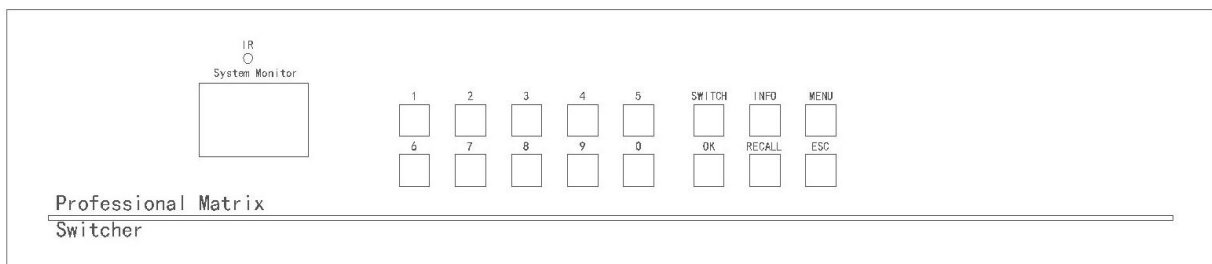 IR
System Monitor
1 2 3 4 5 SWITCH INFO MENU
6 7 8 9 0 OK RECALL ESC
Professional Matrix
Switcher